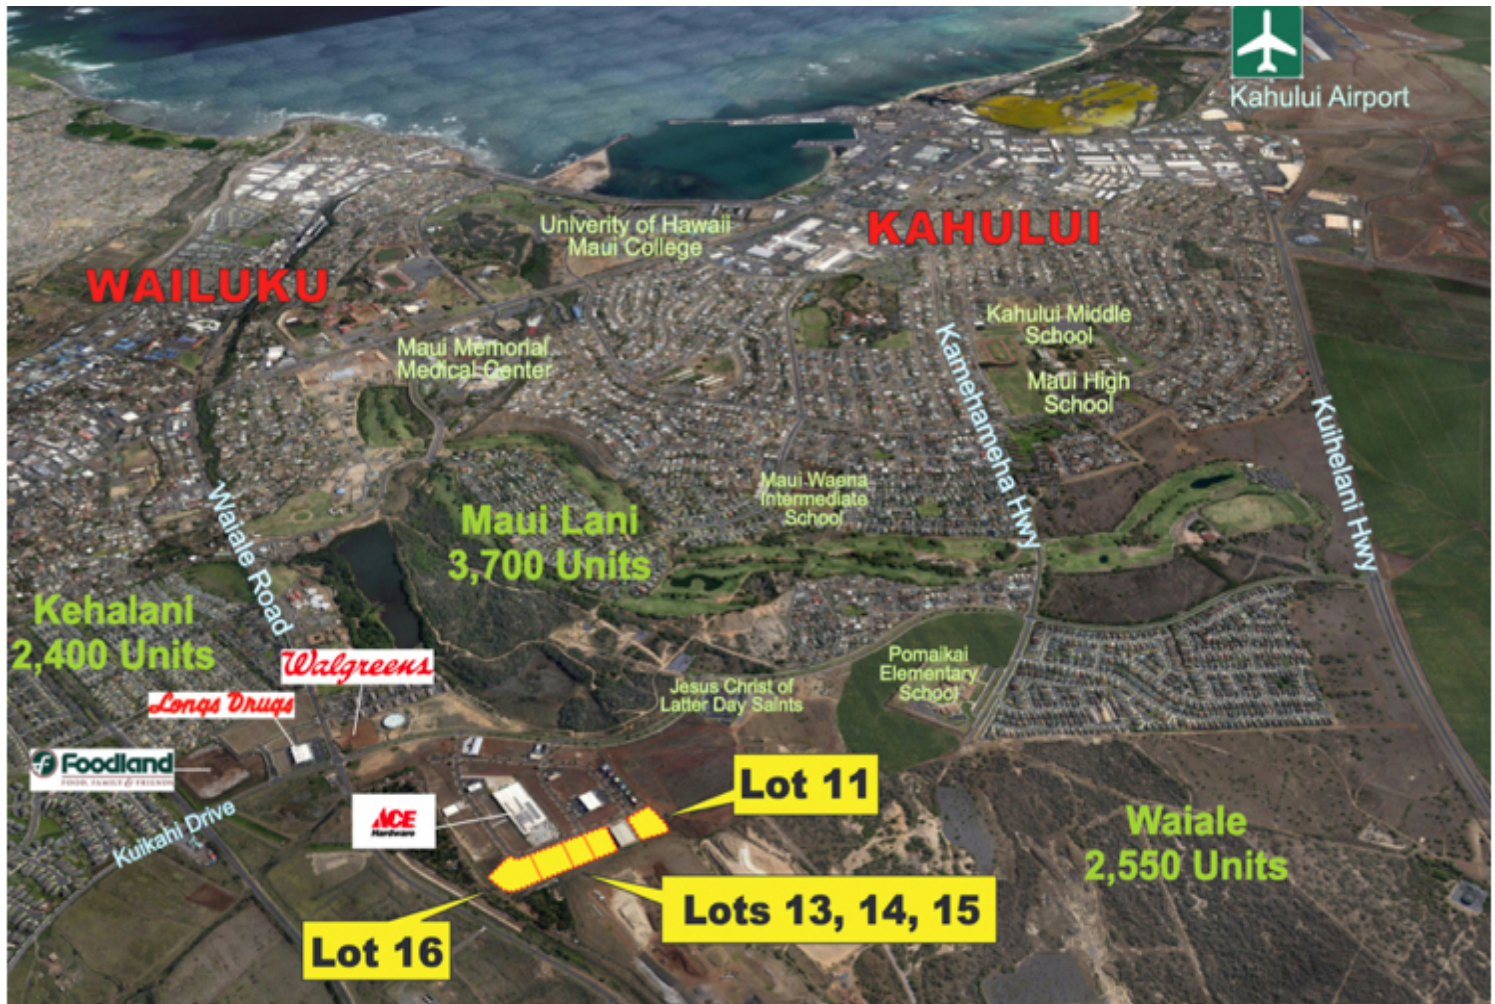 Kahului Airport
Univerity of Hawaii
Maui College
KAHULUI
WAILUKU
Kahului Middle
School
Maui Memorial
Medical Center
Maui High
School
Kamehameha Hwy
Kuihelani Hwy
Maui Waena
Intermediate
School
Waiale Road
Maui Lani
3,700 Units
Kehalani
2,400 Units
Walgreens
Pomaikai
Elementary
School
Jesus Christ of
Latter Day Saints
Longs Drugs
Foodland
FOOD, FAMILY & FRIENDS
Lot 11
ACE
Hardware
Kuikahi Drive
Waiale
2,550 Units
Lots 13, 14, 15
Lot 16